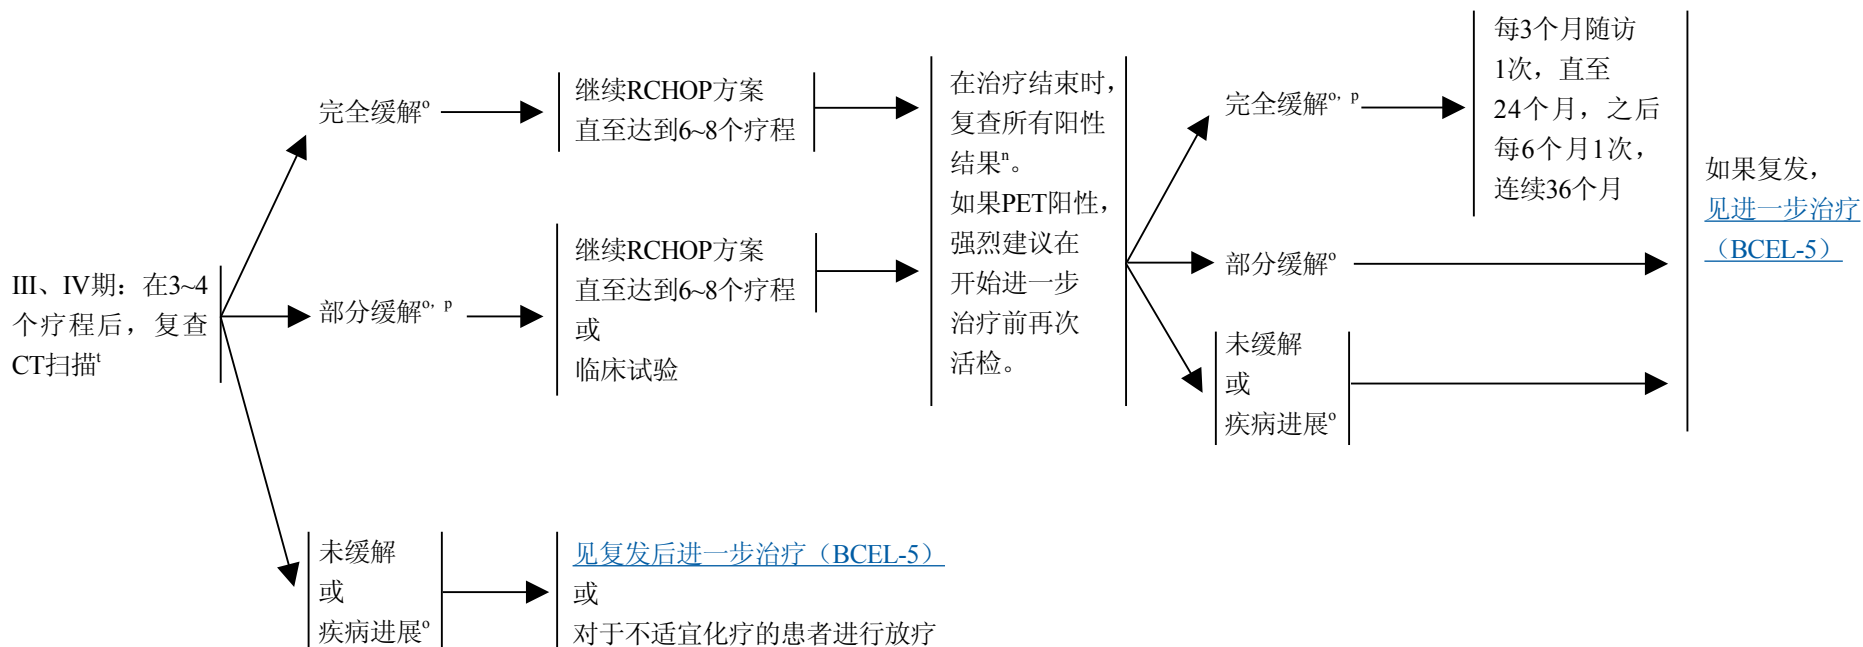 III、IV期：在3~4
个疗程后，复查
CT扫描ᵗ
完全缓解ᵒ
继续RCHOP方案
直至达到6~8个疗程
部分缓解ᵒ, ᵖ
继续RCHOP方案
直至达到6~8个疗程
或
临床试验
未缓解
或
疾病进展ᵒ
见复发后进一步治疗（BCEL-5）
或
对于不适宜化疗的患者进行放疗
在治疗结束时，
复查所有阳性
结果ⁿ。
如果PET阳性，
强烈建议在
开始进一步
治疗前再次
活检。
完全缓解ᵒ, ᵖ
每3个月随访
1次，直至
24个月，之后
每6个月1次，
连续36个月
部分缓解ᵒ
未缓解
或
疾病进展ᵒ
如果复发，
见进一步治疗
（BCEL-5）